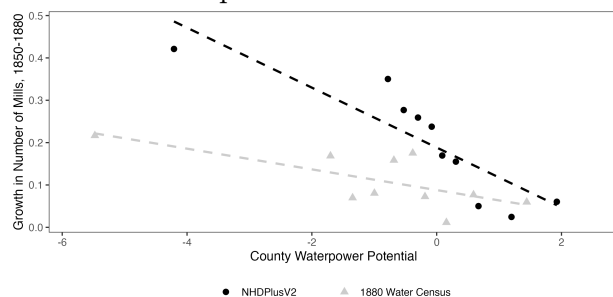 0.5
0.4
0.3
0.2
0.1
0.0
Growth in Number of Mills, 1850-1880
-6
-4
-2
0
2
County Waterpower Potential
NHDPlusV2
1880 Water Census